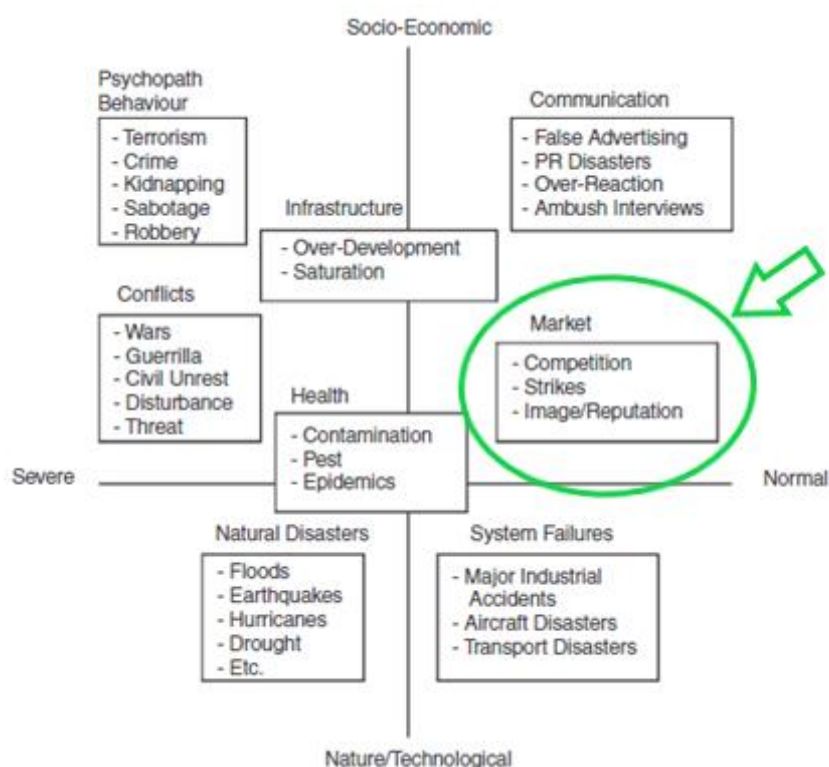 Socio-Economic
Psychopath
Behaviour
- Terrorism
- Crime
- Kidnapping
- Sabotage
- Robbery
Communication
- False Advertising
- PR Disasters
- Over-Reaction
- Ambush Interviews
Infrastructure
- Over-Development
- Saturation
Conflicts
- Wars
- Guerrilla
- Civil Unrest
- Disturbance
- Threat
Market
- Competition
- Strikes
- Image/Reputation
Health
- Contamination
- Pest
- Epidemics
Severe
Normal
Natural Disasters
- Floods
- Earthquakes
- Hurricanes
- Drought
- Etc.
System Failures
- Major Industrial
Accidents
- Aircraft Disasters
- Transport Disasters
Nature/Technological